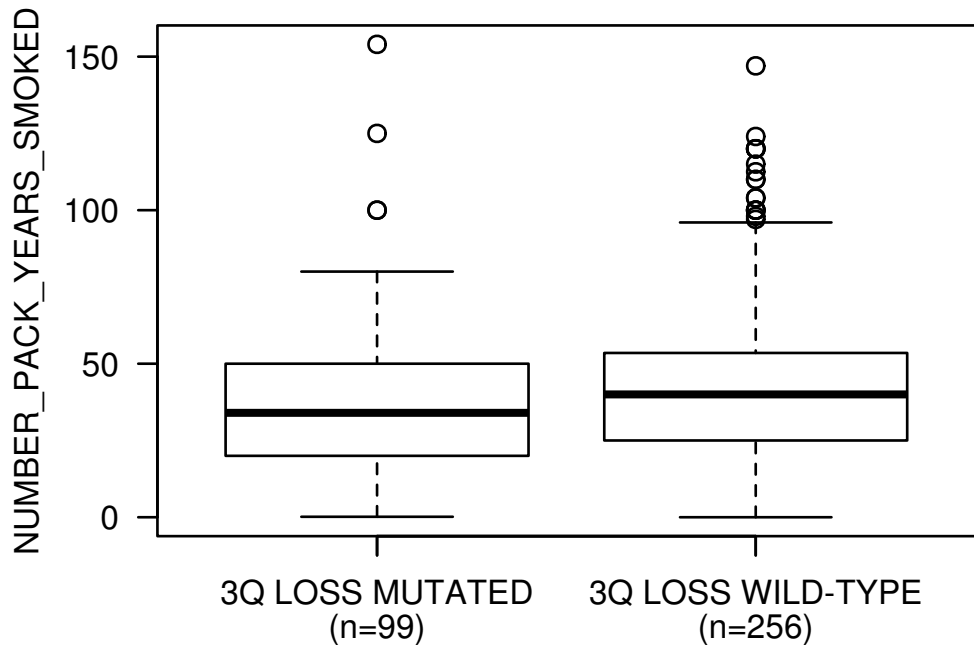 NUMBER_PACK_YEARS_SMOKED
150
100
50
0
3Q LOSS MUTATED
(n=99)
3Q LOSS WILD-TYPE
(n=256)